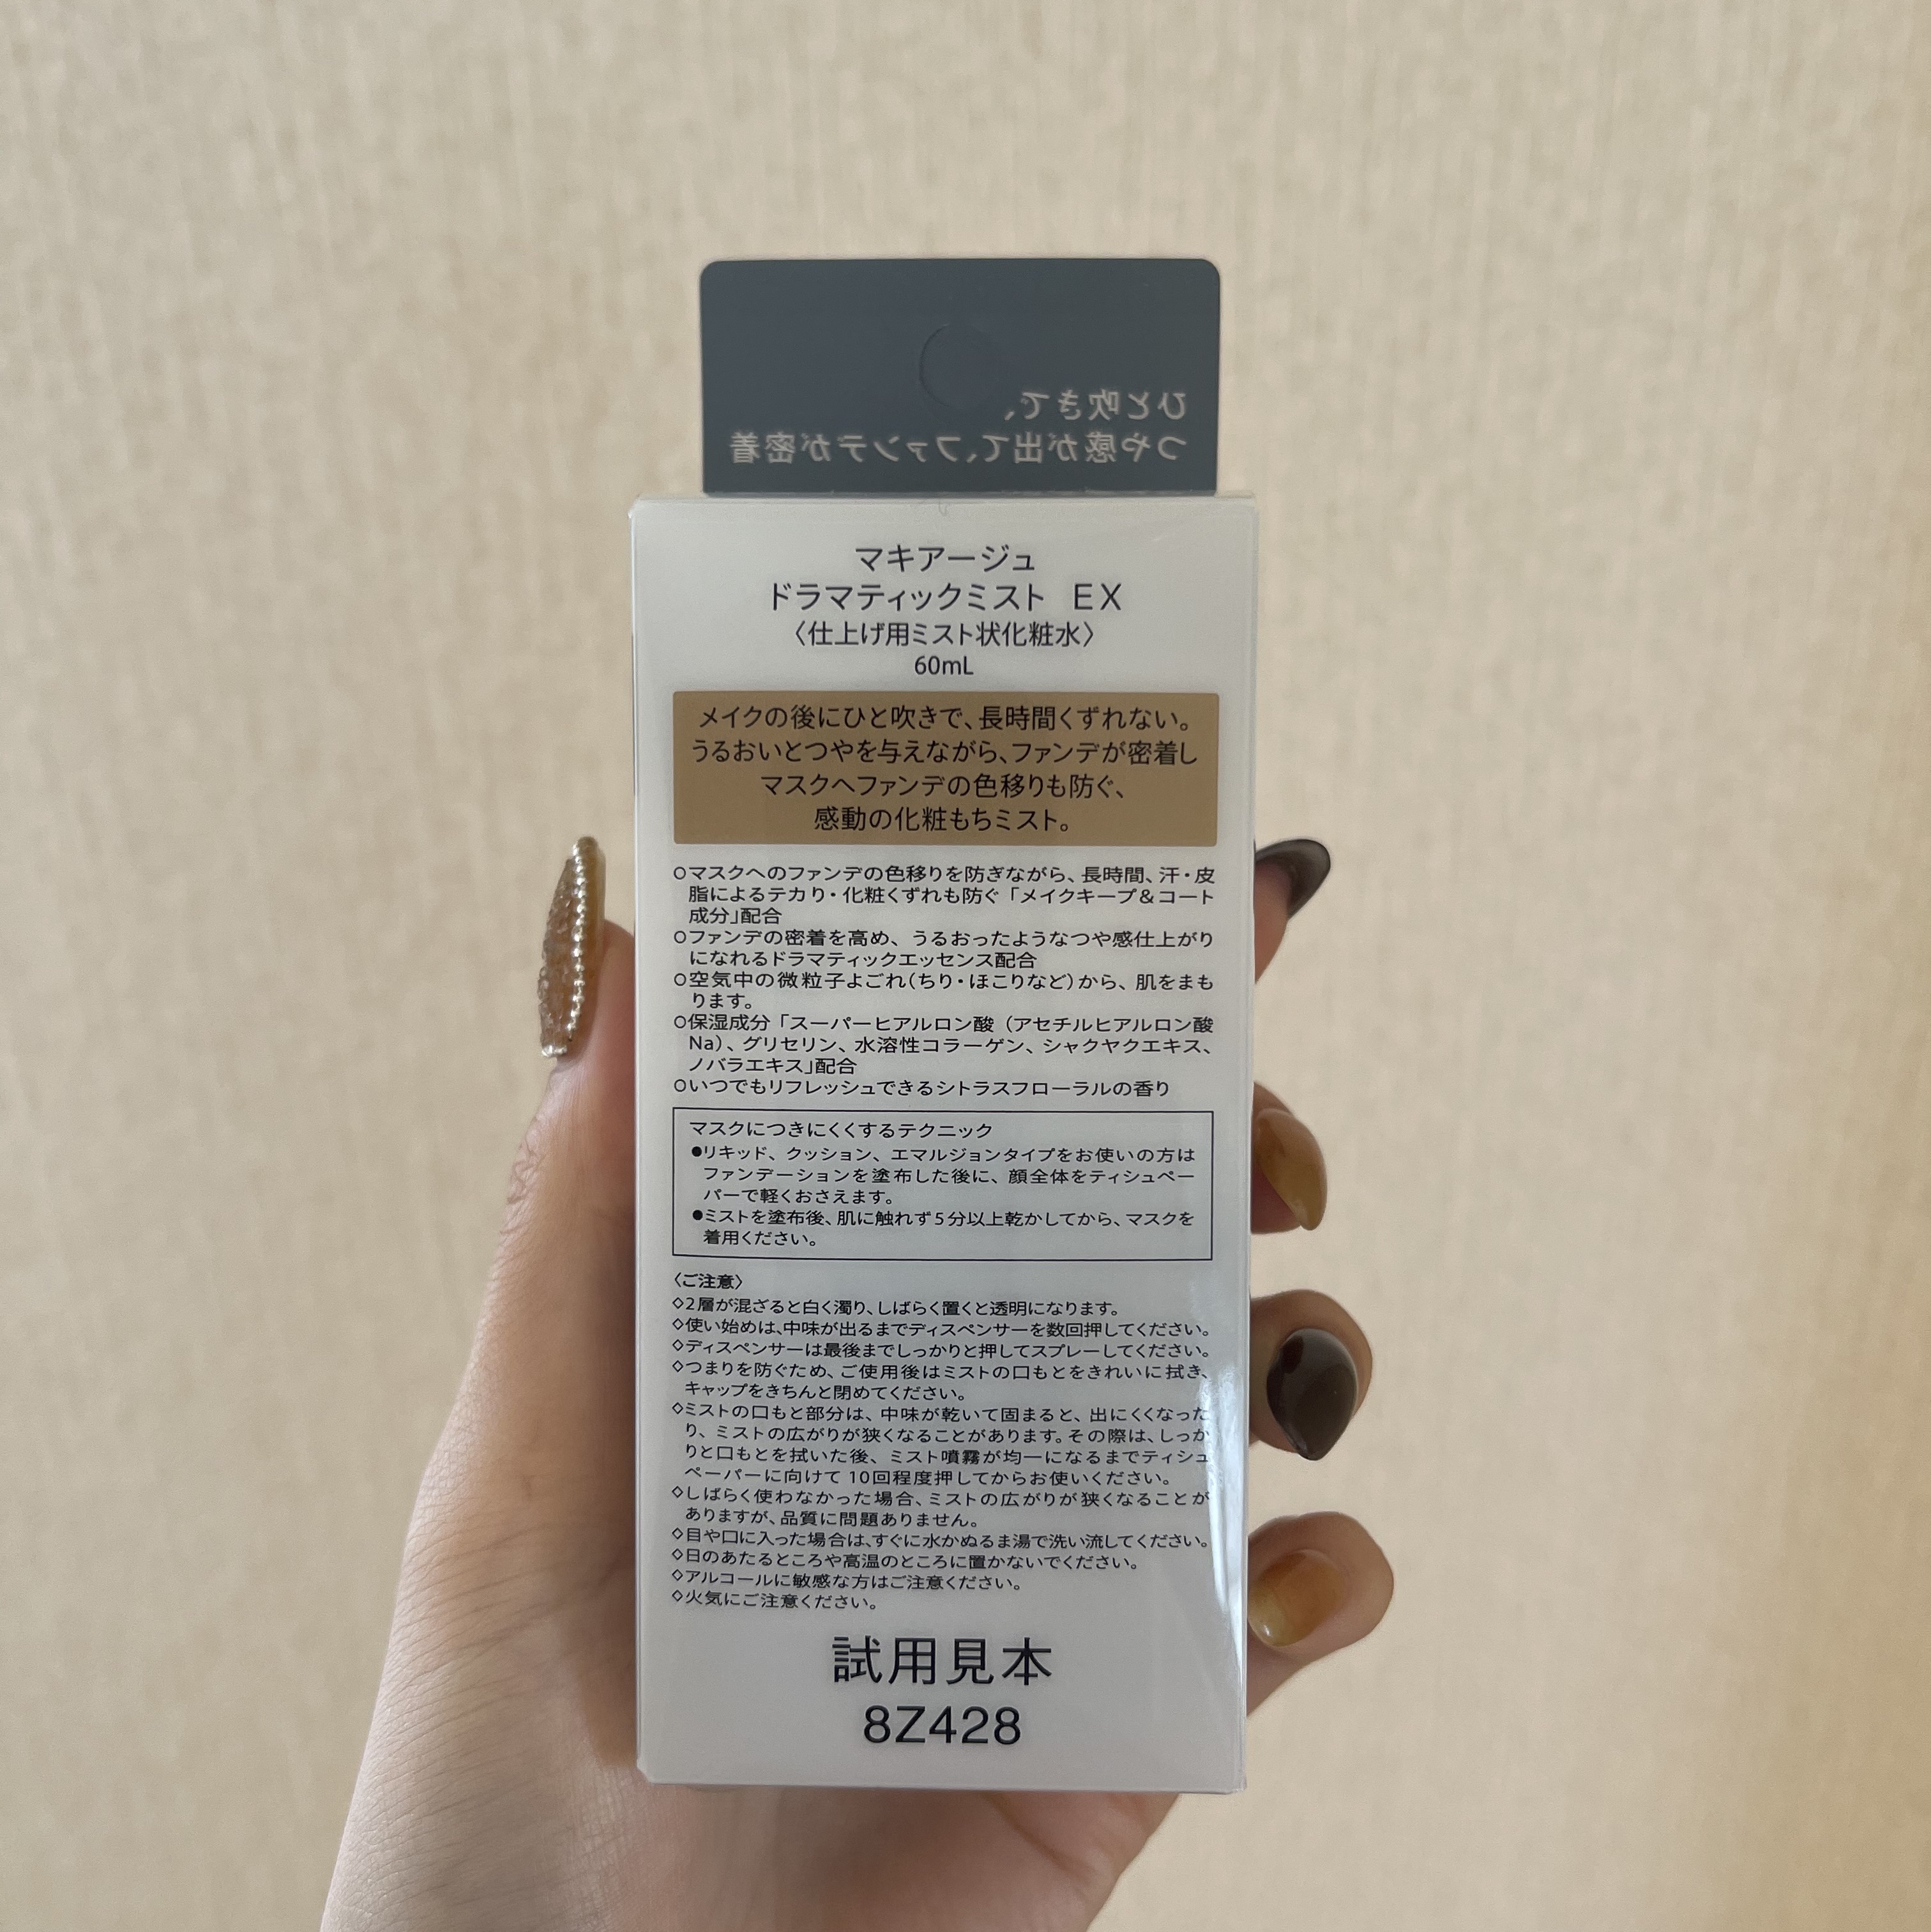 ひと吹きで、
つや感が出て、ファンデが密着
マキアージュ
ドラマティックミスト EX
〈仕上げ用ミスト状化粧水〉
60mL
メイクの後にひと吹きで、長時間くずれない。
うるおいとつやを与えながら、ファンデが密着し
マスクへファンデの色移りも防ぐ、
感動の化粧もちミスト。
○マスクへのファンデの色移りを防ぎながら、長時間、汗・皮
脂によるテカリ・化粧くずれも防ぐ「メイクキープ＆コート
成分」配合
○ファンデの密着を高め、うるおったようなつや感仕上がり
になれるドラマティックエッセンス配合
○空気中の微粒子よごれ（ちり・ほこりなど）から、肌をまも
ります。
○保湿成分「スーパーヒアルロン酸（アセチルヒアルロン酸
Na）、グリセリン、水溶性コラーゲン、シャクヤクエキス、
ノバラエキス」配合
○いつでもリフレッシュできるシトラスフローラルの香り
マスクにつきにくくするテクニック
●リキッド、クッション、エマルジョンタイプをお使いの方は
ファンデーションを塗布した後に、顔全体をティシュペー
パーで軽くおさえます。
●ミストを塗布後、肌に触れず5分以上乾かしてから、マスクを
着用ください。
〈ご注意〉
◇2層が混ざると白く濁り、しばらく置くと透明になります。
◇使い始めは、中味が出るまでディスペンサーを数回押してください。
◇ディスペンサーは最後までしっかりと押してスプレーしてください。
◇つまりを防ぐため、ご使用後はミストの口もとをきれいに拭き、
キャップをきちんと閉めてください。
◇ミストの口もと部分は、中味が乾いて固まると、出にくくなった
り、ミストの広がりが狭くなることがあります。その際は、しっか
りと口もとを拭いた後、ミスト噴霧が均一になるまでティシュ
ペーパーに向けて10回程度押してからお使いください。
◇しばらく使わなかった場合、ミストの広がりが狭くなることが
ありますが、品質に問題ありません。
◇目や口に入った場合は、すぐに水かぬるま湯で洗い流してください。
◇日のあたるところや高温のところに置かないでください。
◇アルコールに敏感な方はご注意ください。
◇火気にご注意ください。
試用見本
8Z428